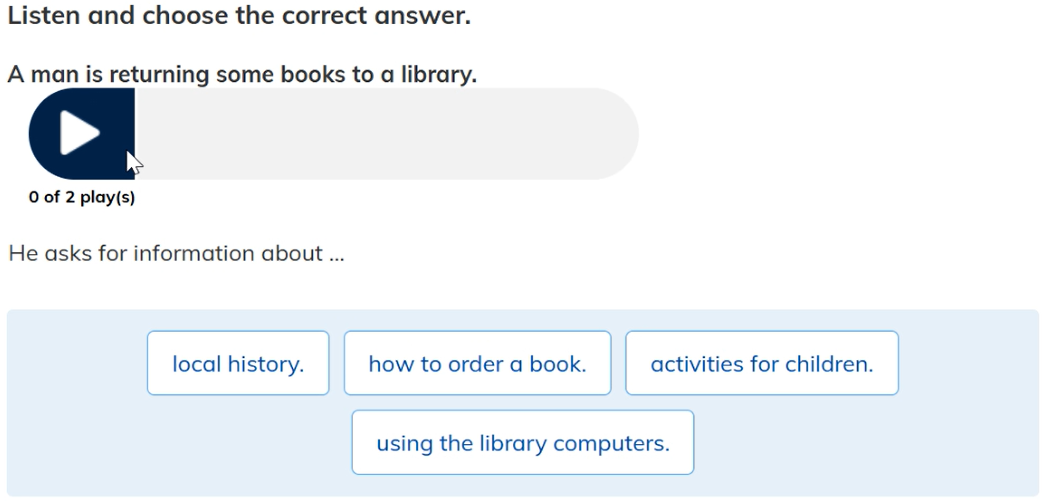 Listen and choose the correct answer.
A man is returning some books to a library.
0 of 2 play(s)
He asks for information about ...
local history.
how to order a book.
activities for children.
using the library computers.